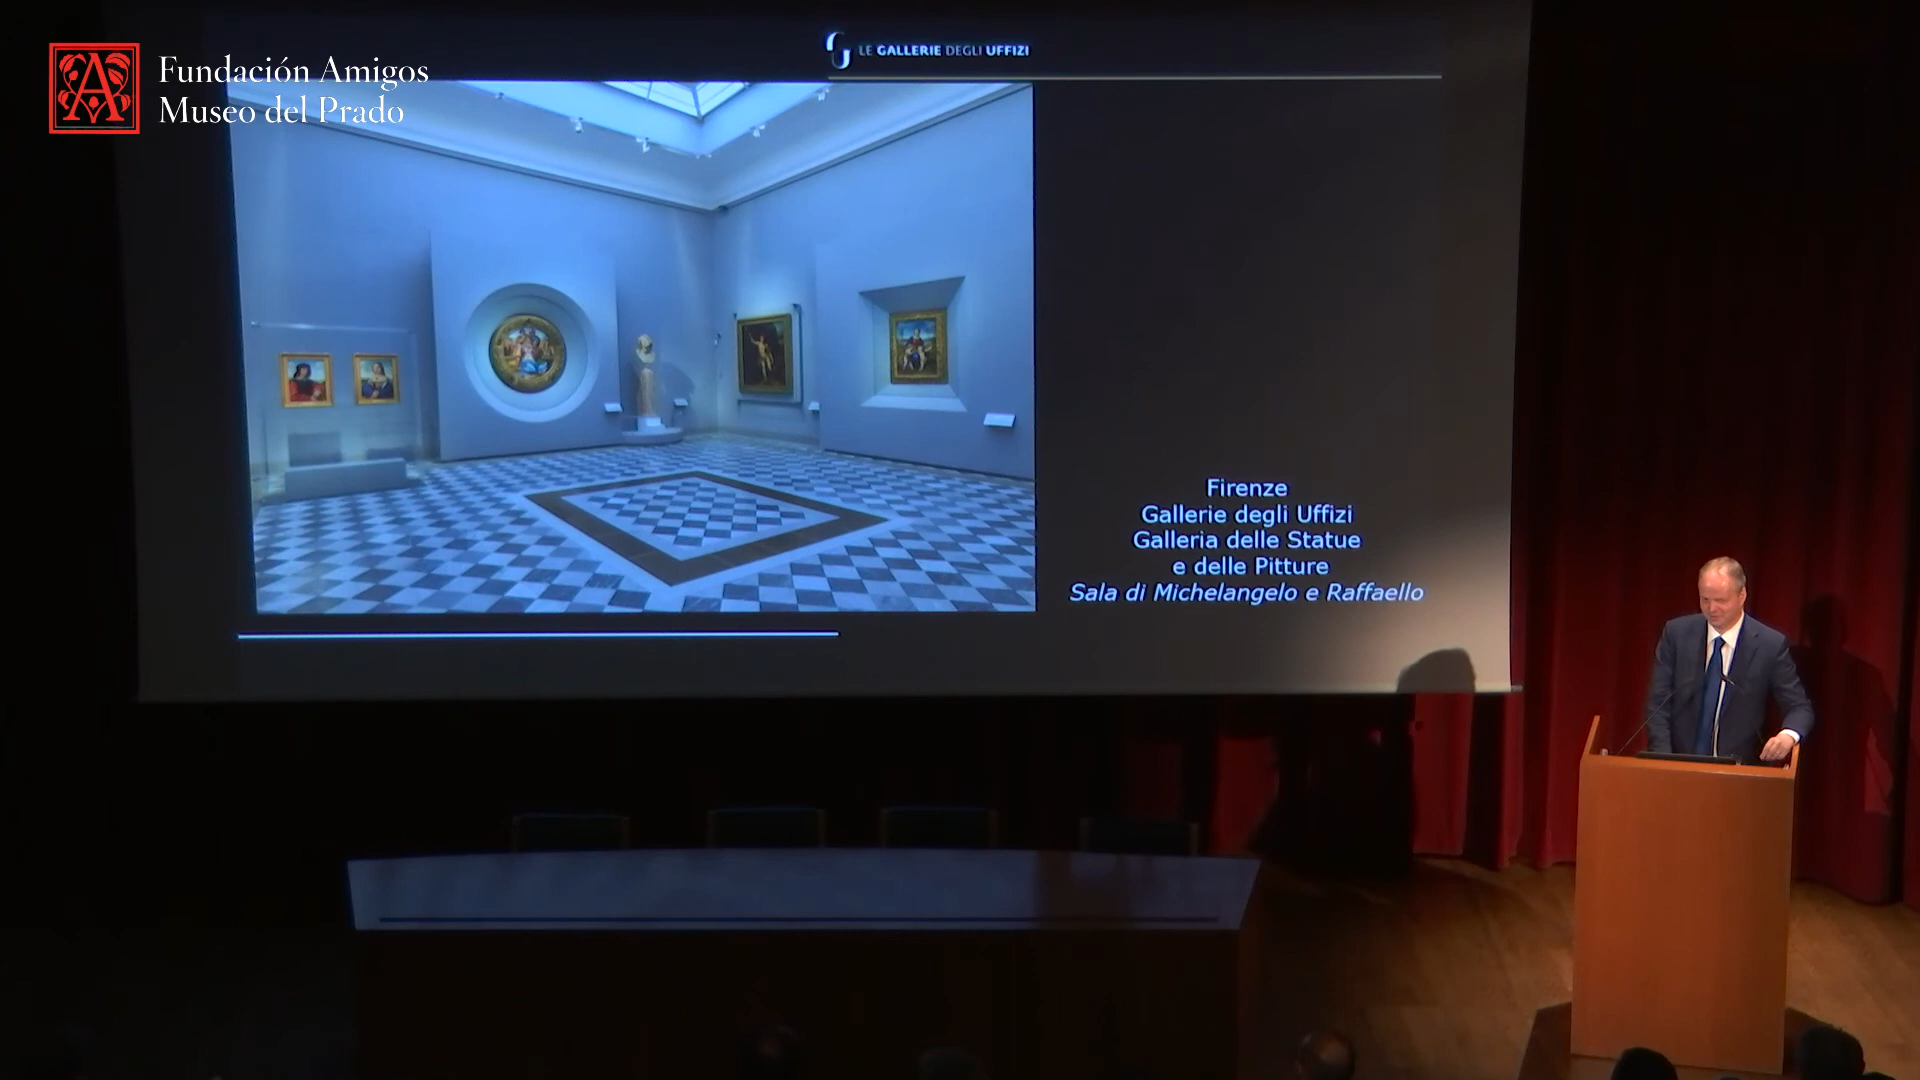 Fundación Amigos
Museo del Prado
LE GALLERIE DEGLI UFFIZI
Firenze
Gallerie degli Uffizi
Galleria delle Statue
e delle Pitture
Sala di Michelangelo e Raffaello